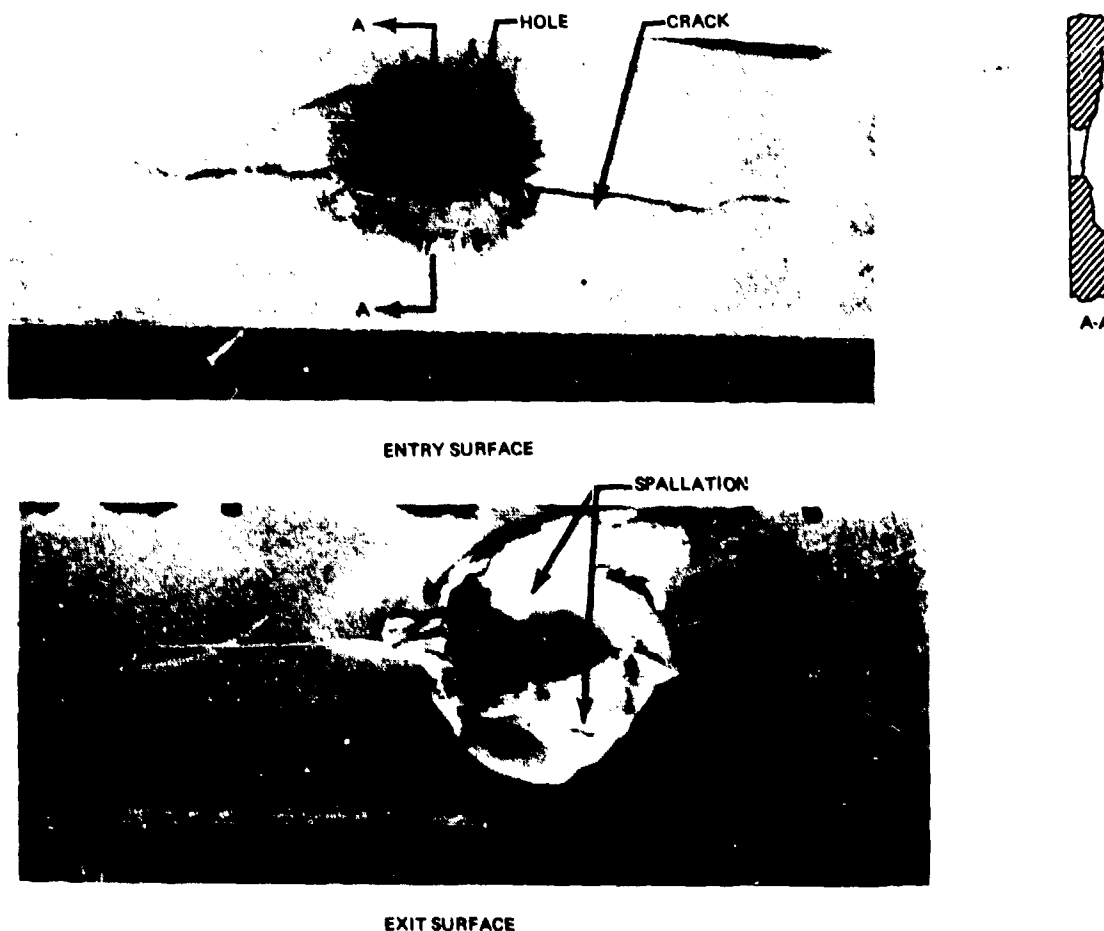 A
HOLE
CRACK
A
A-A
ENTRY SURFACE
SPALLATION
EXIT SURFACE